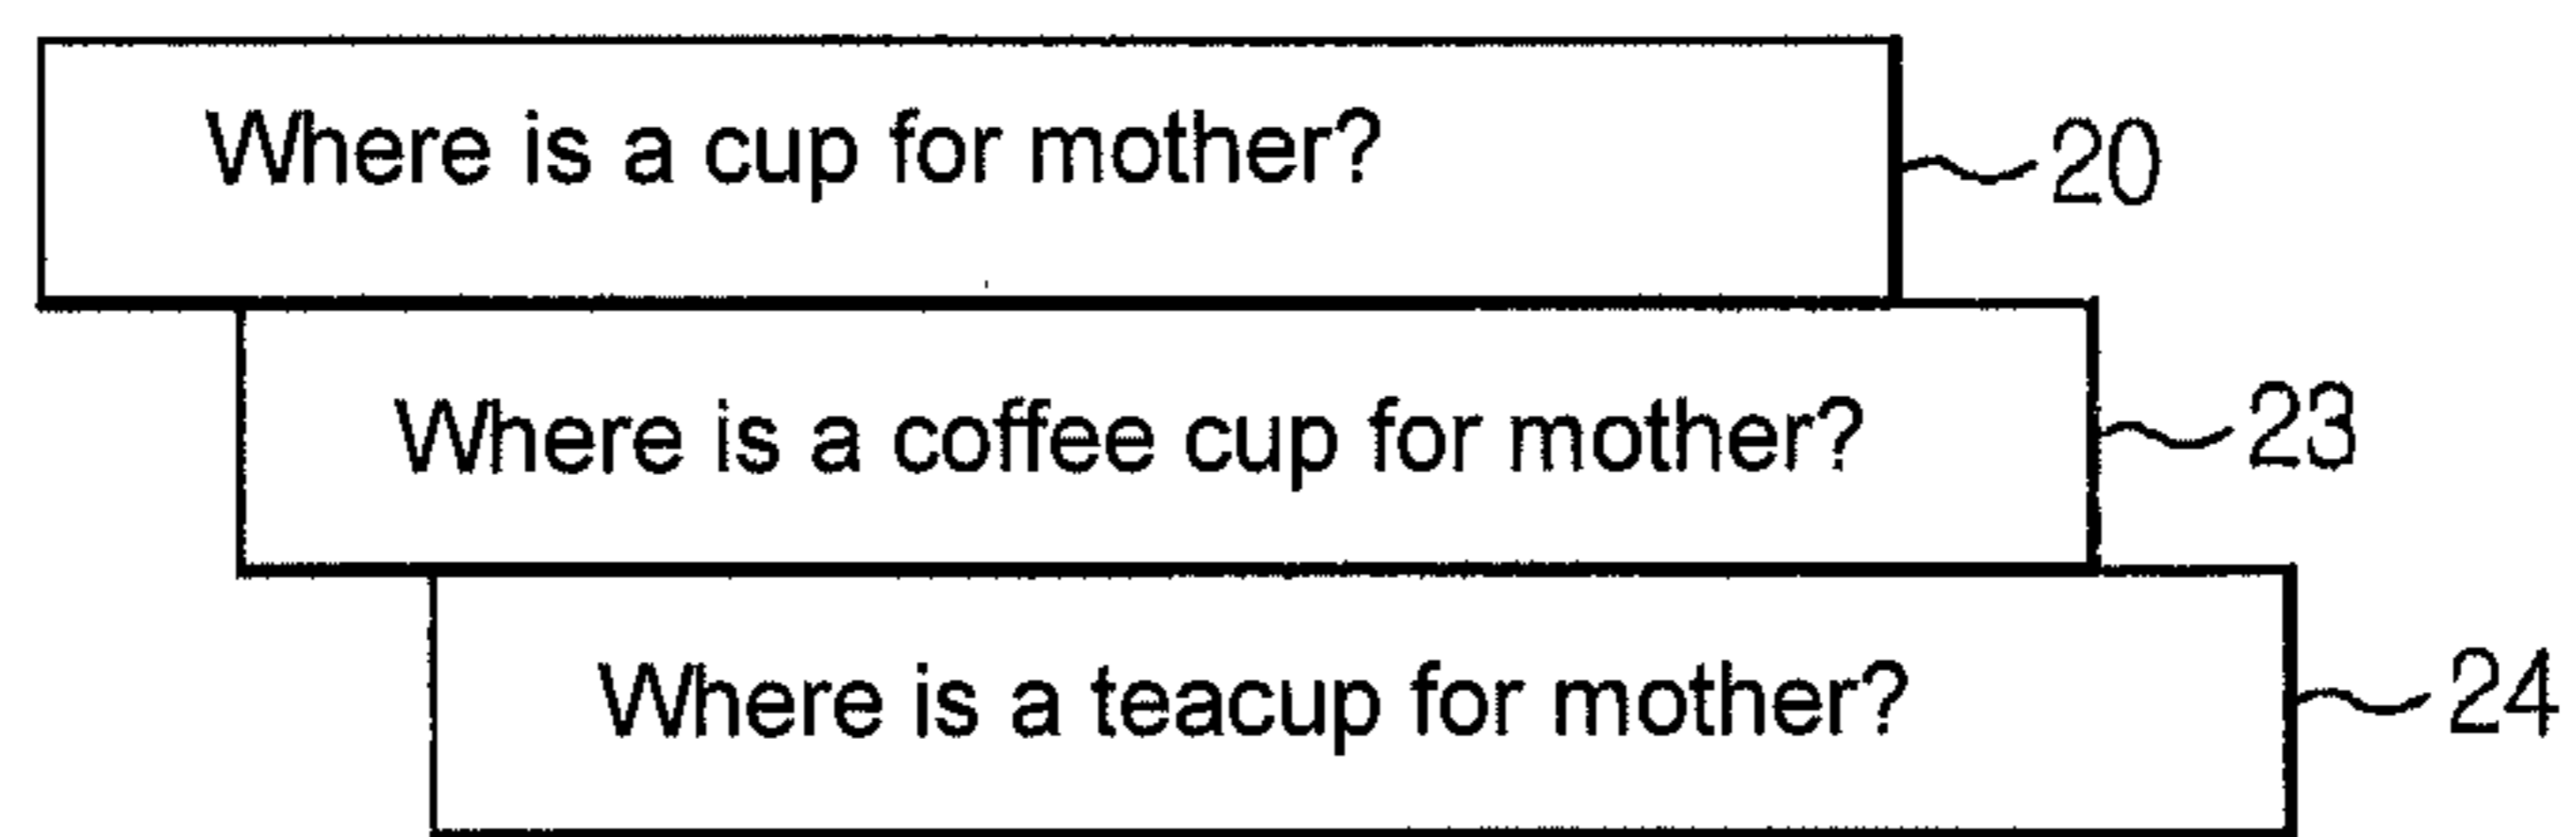 Where is a cup for mother? 20
Where is a coffee cup for mother? 23
Where is a teacup for mother? 24